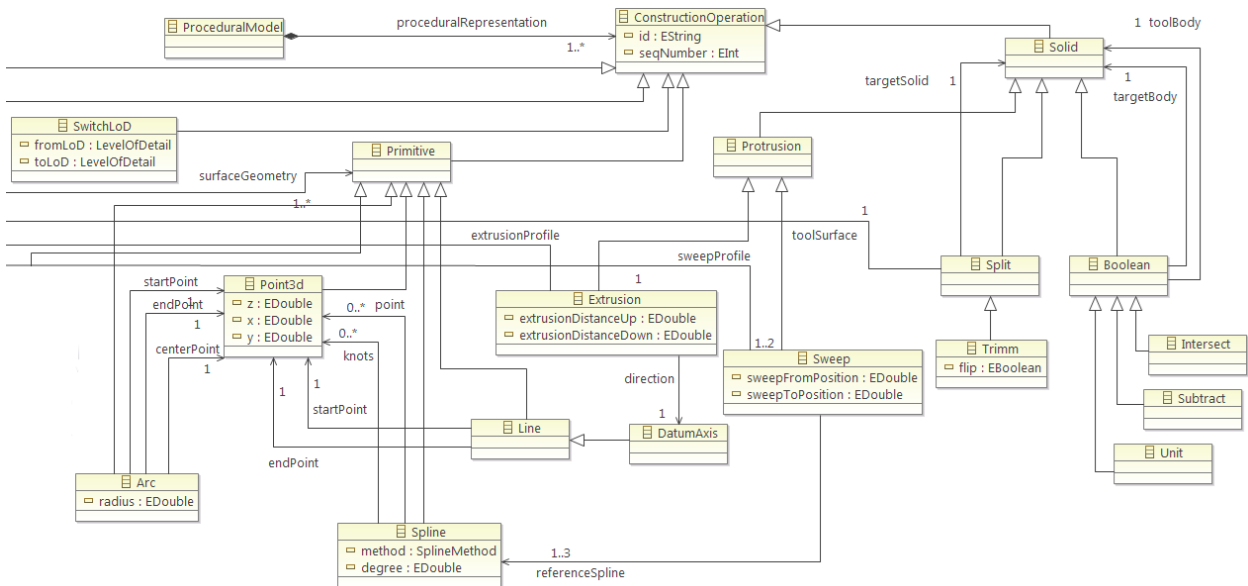 ProceduralModel
proceduralRepresentation
1..*
ConstructionOperation
id : EString
seqNumber : EInt
1 toolBody
Solid
targetSolid 1
1
targetBody
SwitchLoD
fromLoD : LevelOfDetail
toLoD : LevelOfDetail
Primitive
Protrusion
surfaceGeometry
1..*
1
extrusionProfile
toolSurface
sweepProfile
1
startPoint
1
endPoint
1
centerPoint
1
Point3d
z : EDouble
x : EDouble
y : EDouble
0..* point
0..*
knots
Extrusion
extrusionDistanceUp : EDouble
extrusionDistanceDown : EDouble
Split
Boolean
1..2
Sweep
sweepFromPosition : EDouble
sweepToPosition : EDouble
Trimm
flip : EBoolean
Intersect
Subtract
Unit
direction
1
1
1
startPoint
endPoint
Line
DatumAxis
Arc
radius : EDouble
Spline
method : SplineMethod
degree : EDouble
1..3
referenceSpline